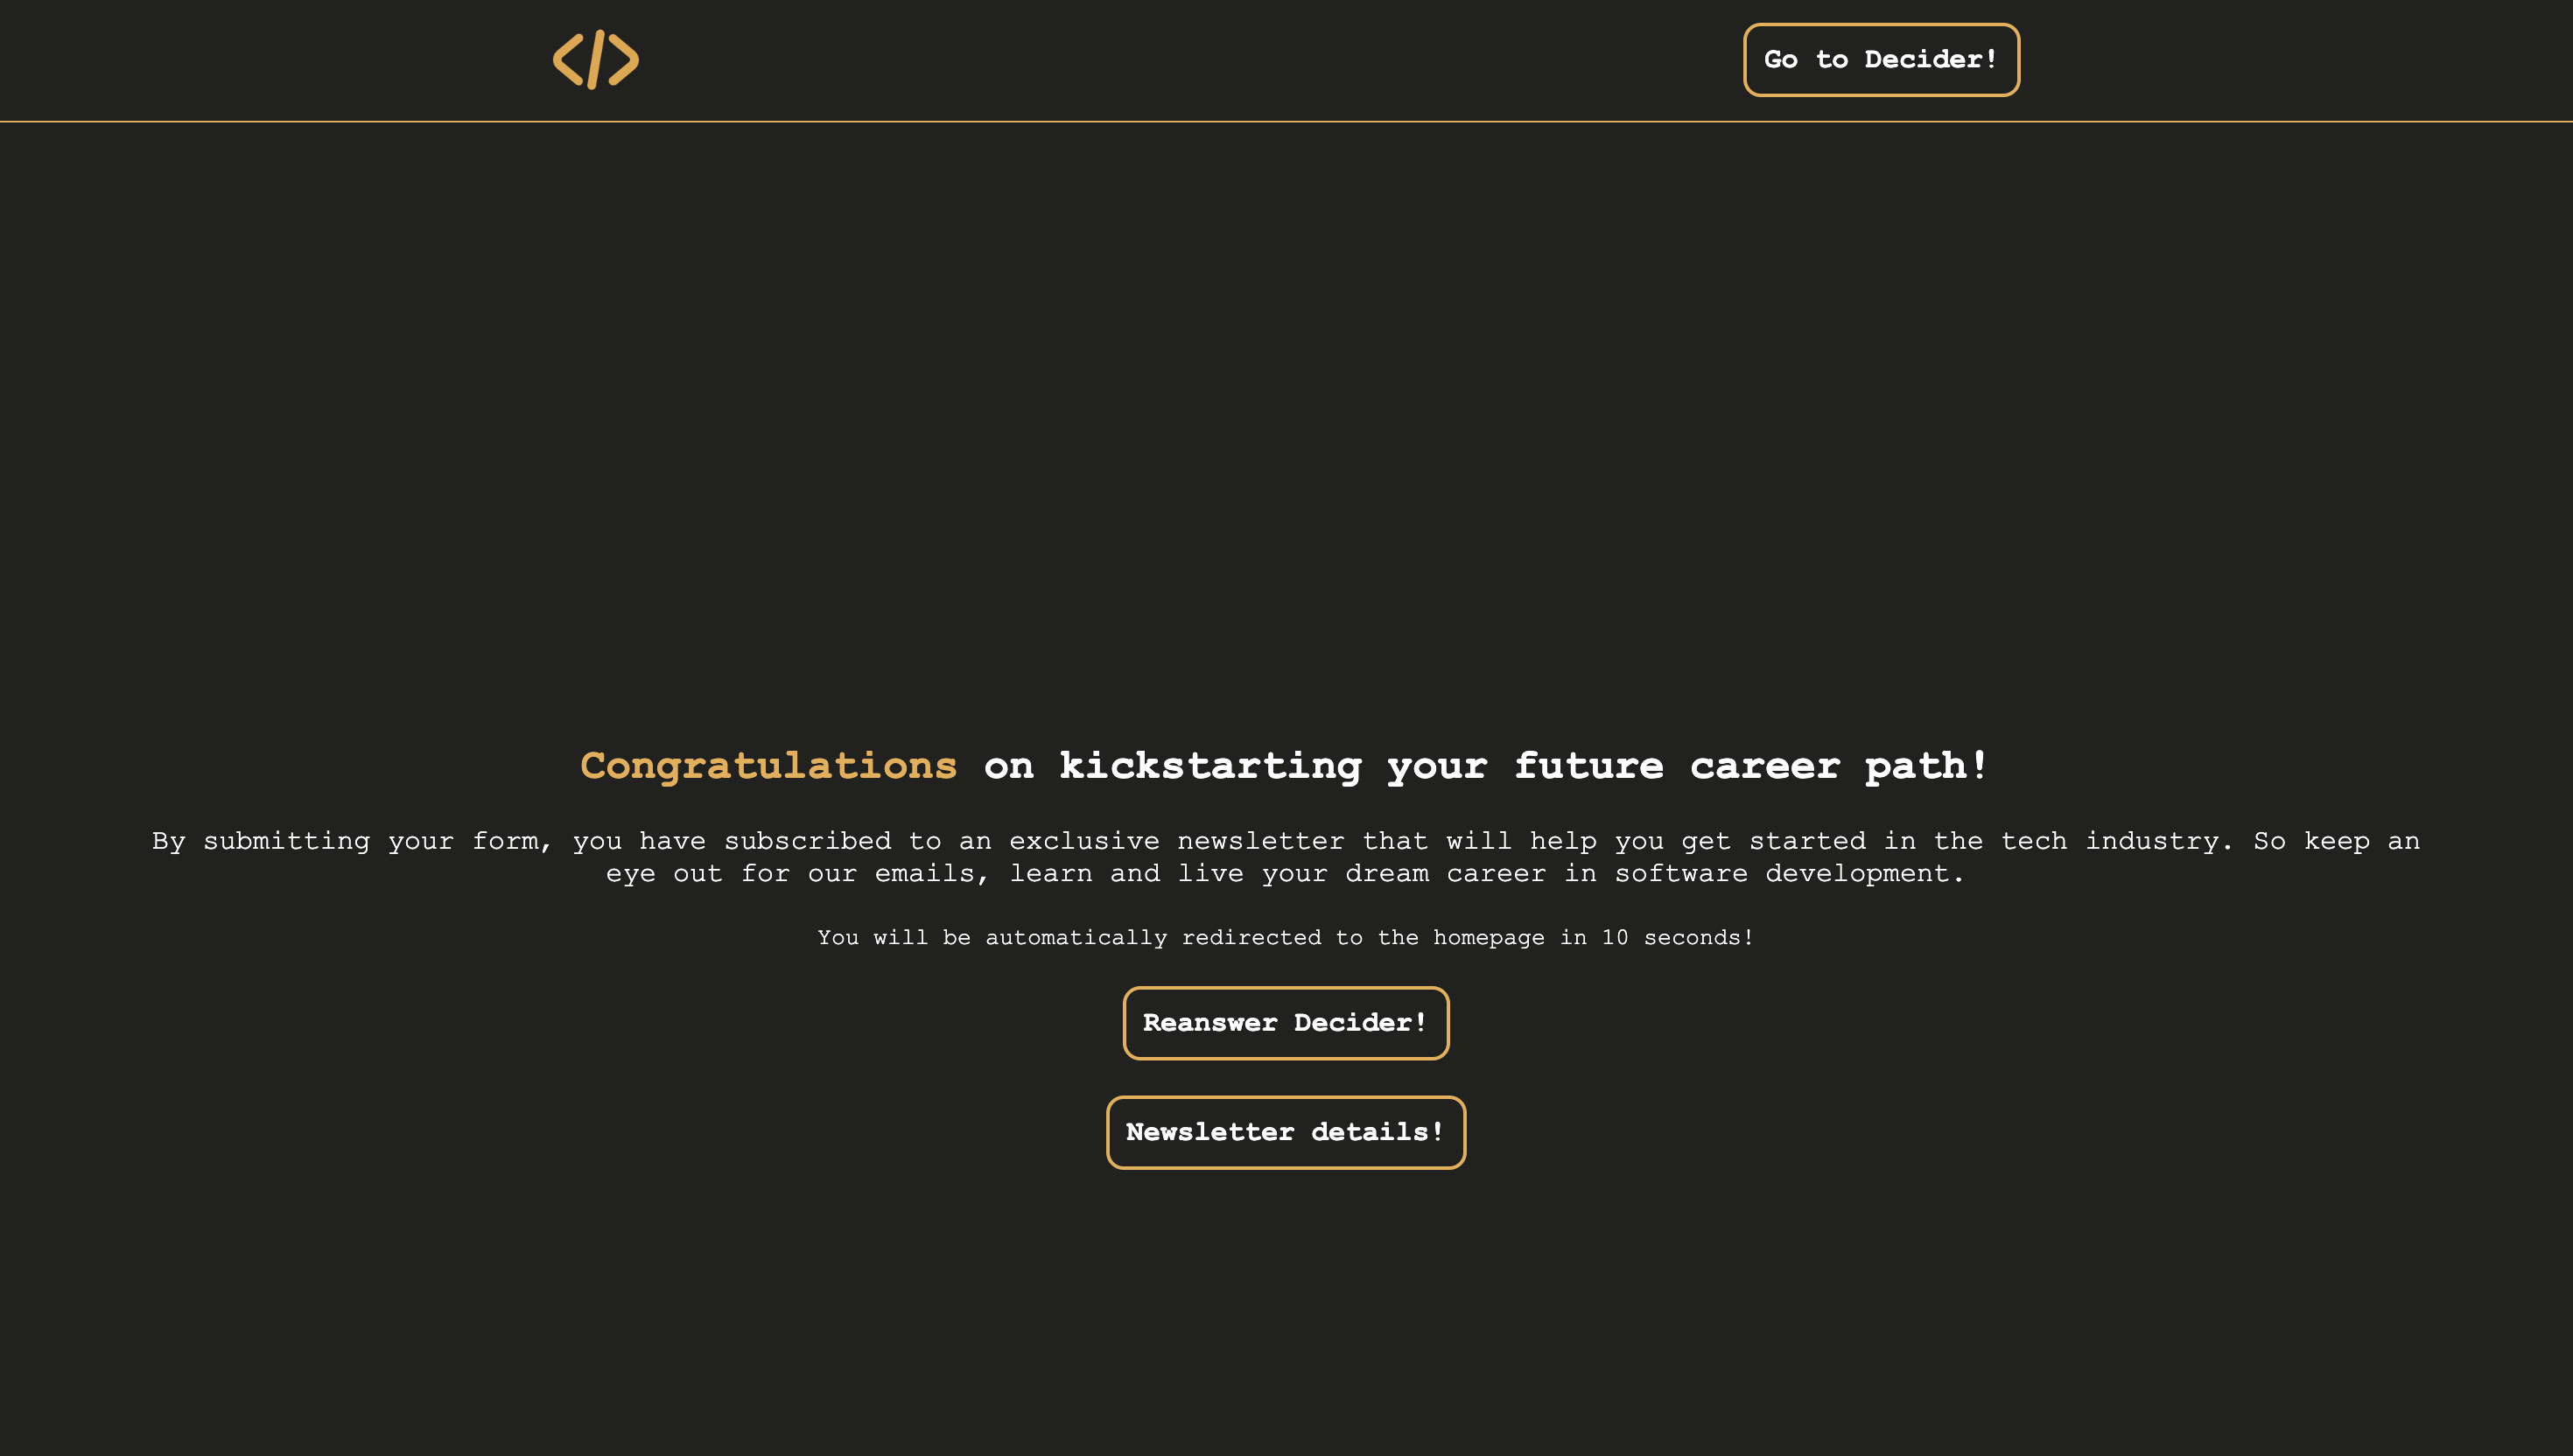 Go to Decider!
Congratulations on kickstarting your future career path!
By submitting your form, you have subscribed to an exclusive newsletter that will help you get started in the tech industry. So keep an
eye out for our emails, learn and live your dream career in software development.
You will be automatically redirected to the homepage in 10 seconds!
Reanswer Decider!
Newsletter details!